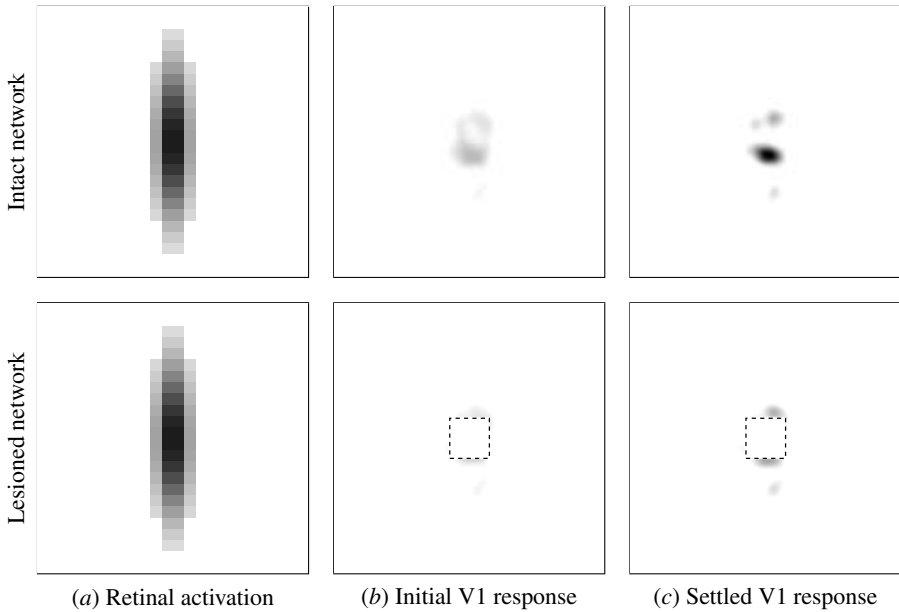 Intact network
Lesioned network
(a) Retinal activation
(b) Initial V1 response
(c) Settled V1 response